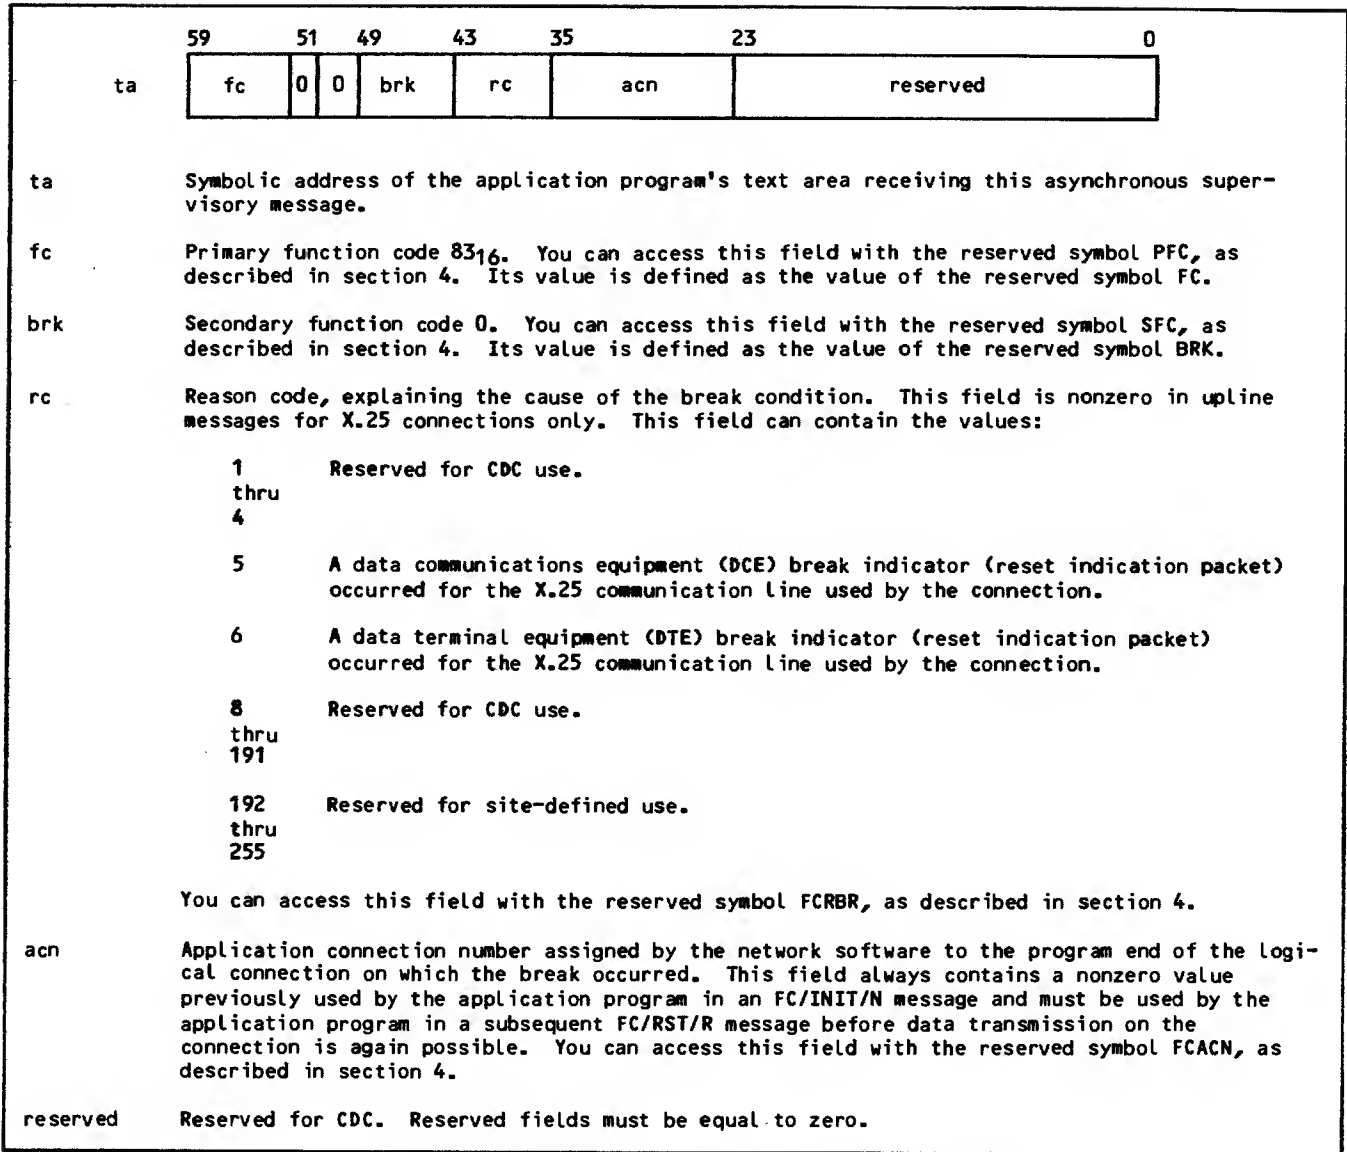 59 51 49 43 35 23 0
ta fc 0 0 brk rc acn reserved
ta Symbolic address of the application program's text area receiving this asynchronous super-
visory message.
fc Primary function code 83₁₆. You can access this field with the reserved symbol PFC, as
described in section 4. Its value is defined as the value of the reserved symbol FC.
brk Secondary function code 0. You can access this field with the reserved symbol SFC, as
described in section 4. Its value is defined as the value of the reserved symbol BRK.
rc Reason code, explaining the cause of the break condition. This field is nonzero in upline
messages for X.25 connections only. This field can contain the values:
1 Reserved for CDC use.
thru
4
5 A data communications equipment (DCE) break indicator (reset indication packet)
occurred for the X.25 communication line used by the connection.
6 A data terminal equipment (DTE) break indicator (reset indication packet)
occurred for the X.25 communication line used by the connection.
8 Reserved for CDC use.
thru
191
192 Reserved for site-defined use.
thru
255
You can access this field with the reserved symbol FCRBR, as described in section 4.
acn Application connection number assigned by the network software to the program end of the logi-
cal connection on which the break occurred. This field always contains a nonzero value
previously used by the application program in an FC/INIT/N message and must be used by the
application program in a subsequent FC/RST/R message before data transmission on the
connection is again possible. You can access this field with the reserved symbol FCACN, as
described in section 4.
reserved Reserved for CDC. Reserved fields must be equal to zero.